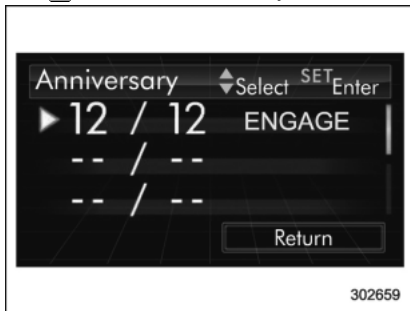 Anniversary Select SET Enter
12 / 12 ENGAGE
-- / --
-- / --
Return
302659